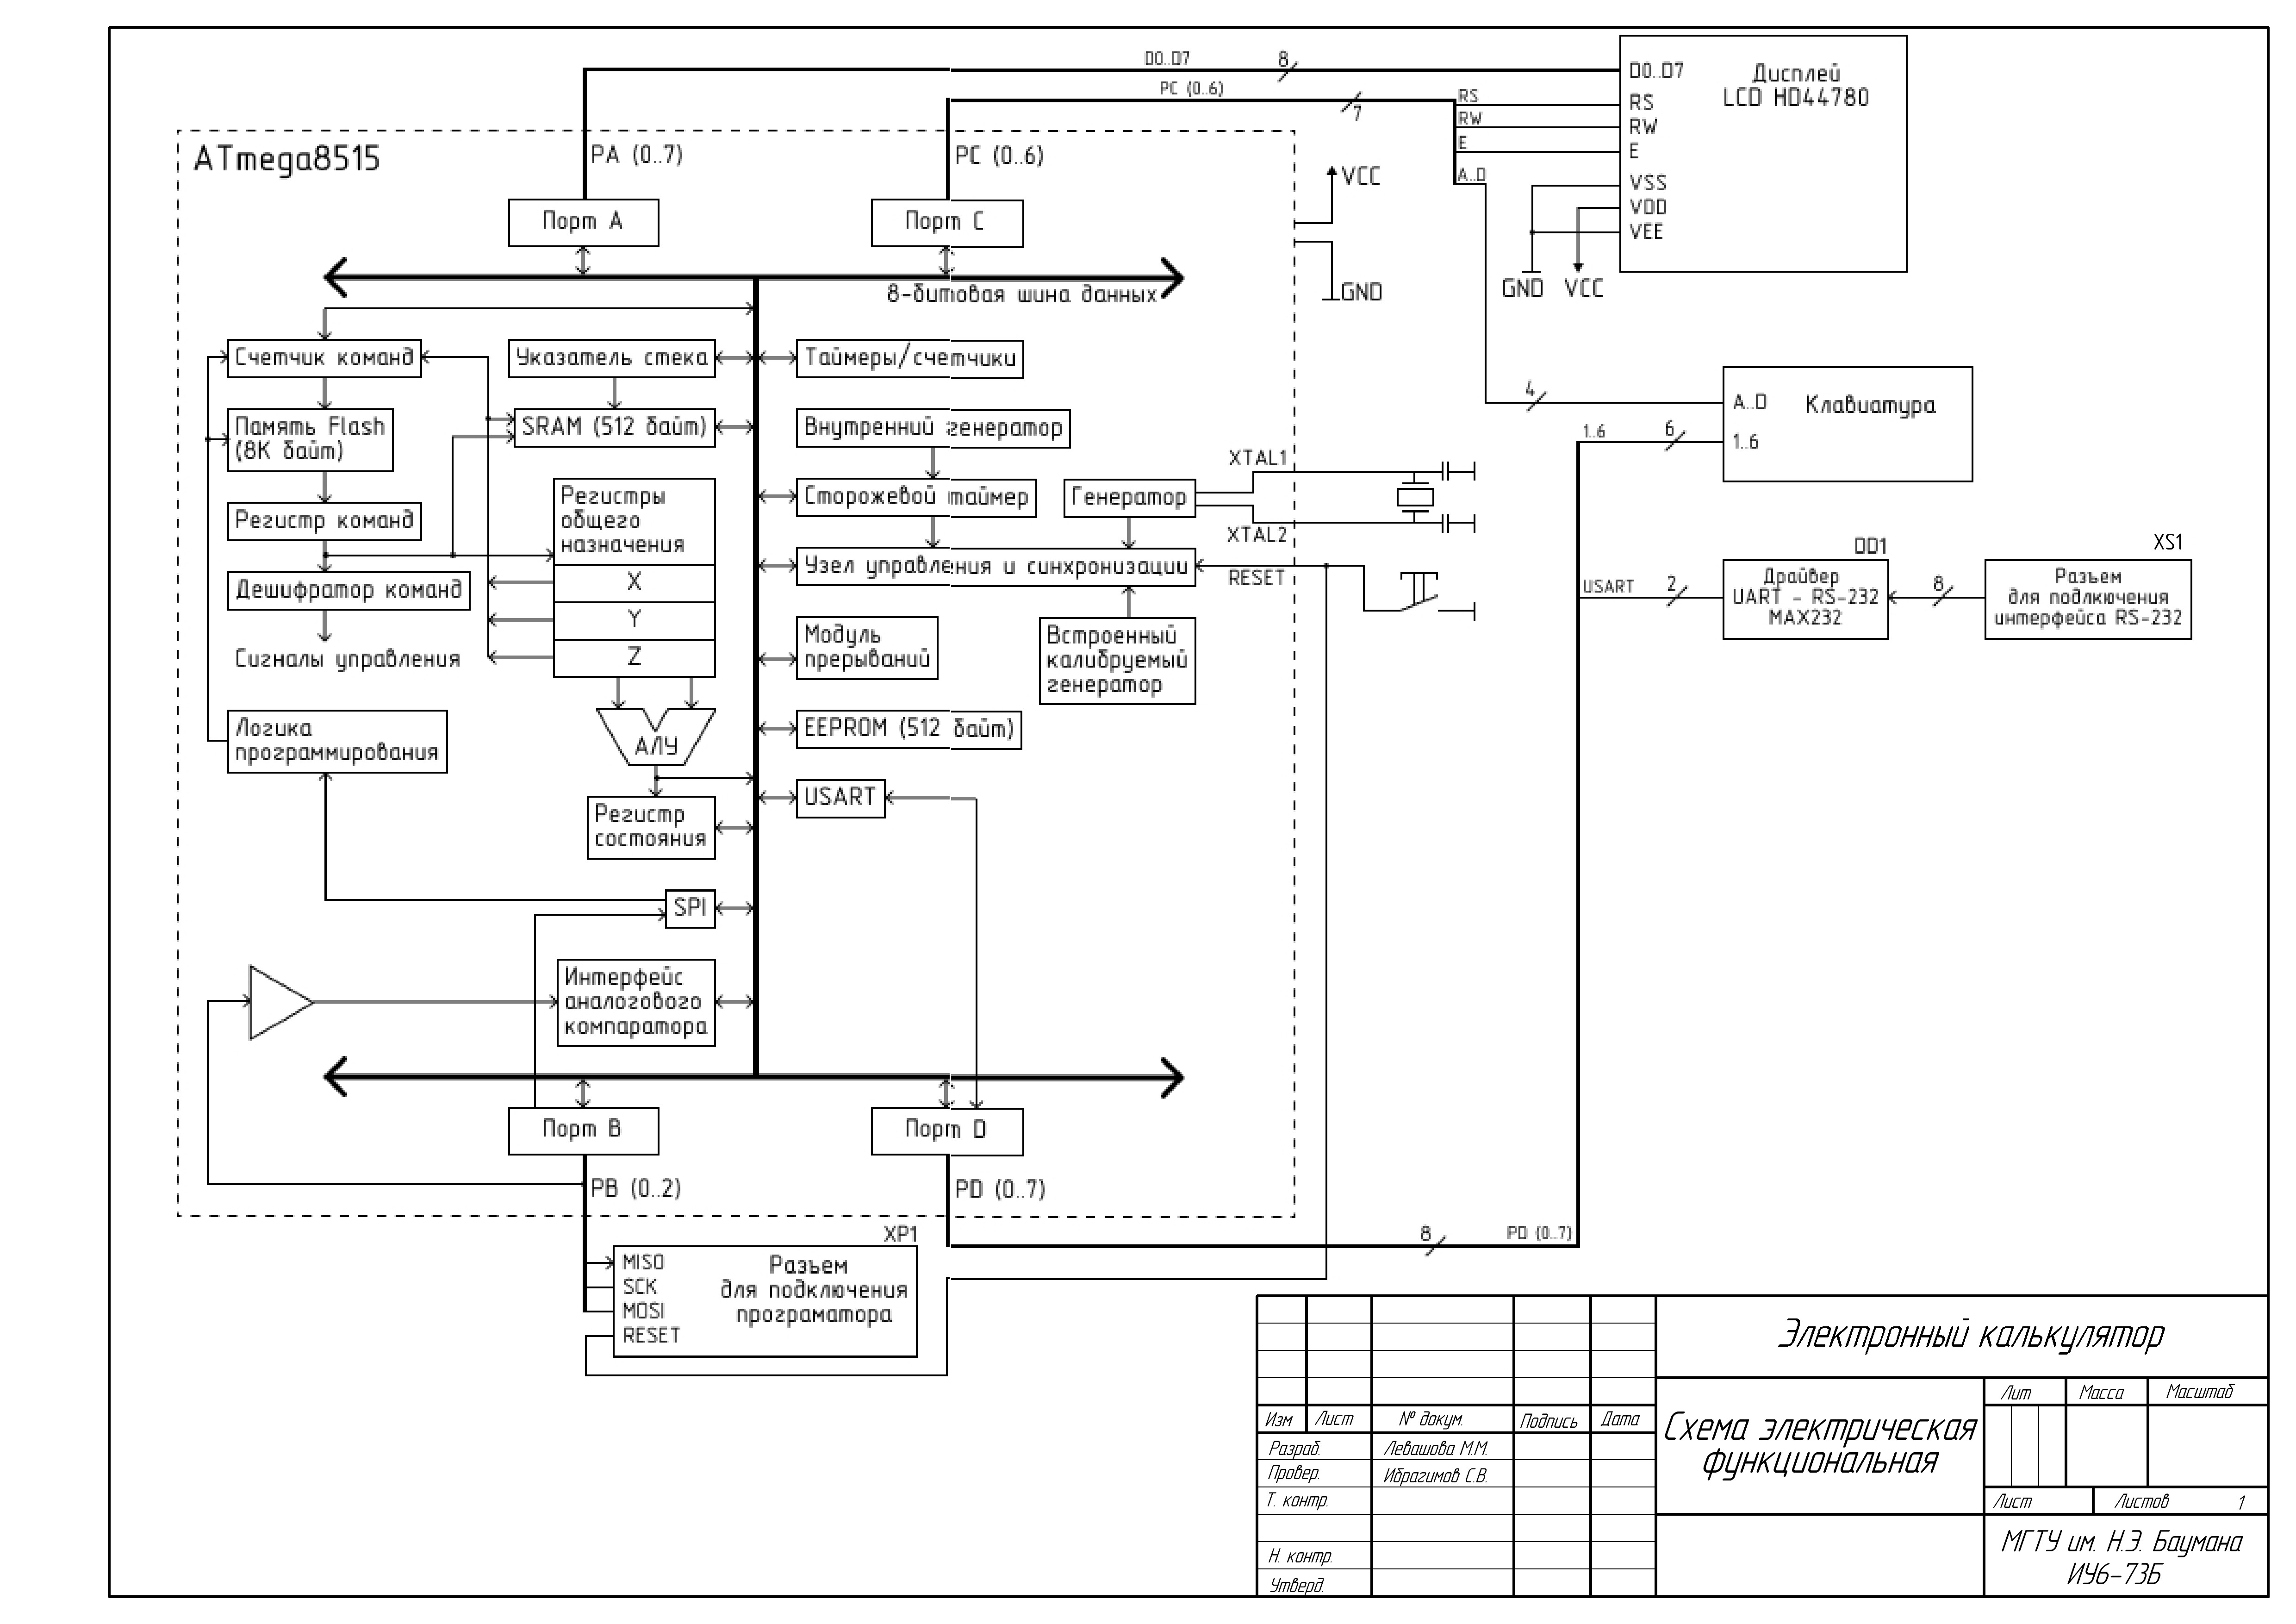 D0..D7
8
PC (0..6)
7
D0..D7
Дисплей
LCD HD44780
RS
RS
RW
RW
E
E
A..D
VSS
VDD
VEE
GND
VCC
ATmega8515
PA (0..7)
PC (0..6)
VCC
GND
Порт A
Порт C
8-битовая шина данных
Счетчик команд
Указатель стека
Таймеры/счетчики
Память Flash
(8К байт)
SRAM (512 байт)
Внутренний генератор
Регистр команд
Регистры
общего
назначения
X
Y
Z
Сторожевой таймер
Генератор
XTAL1
XTAL2
Узел управления и синхронизации
RESET
Дешифратор команд
Сигналы управления
Модуль
прерываний
Встроенный
калибруемый
генератор
Логика
программирования
АЛУ
EEPROM (512 байт)
Регистр
состояния
USART
SPI
Интерфейс
аналогового
компаратора
Порт B
Порт D
PB (0..2)
PD (0..7)
4
A..D
Клавиатура
1..6
6
1..6
DD1
XS1
USART
2
Драйвер
UART - RS-232
MAX232
8
Разъем
для подлкючения
интерфейса RS-232
8
PD (0..7)
XP1
MISO
SCK
MOSI
RESET
Разъем
для подключения
програматора
Электронный калькулятор
Схема электрическая
функциональная
Лит
Масса
Масштаб
Изм
Лист
№ докум.
Подпись
Дата
Разраб.
Левашова М.М.
Провер.
Ибрагимов С.В.
Т. контр.
Лист
Листов
1
Н. контр.
Утверд.
МГТУ им. Н.Э. Баумана
ИУ6-73Б